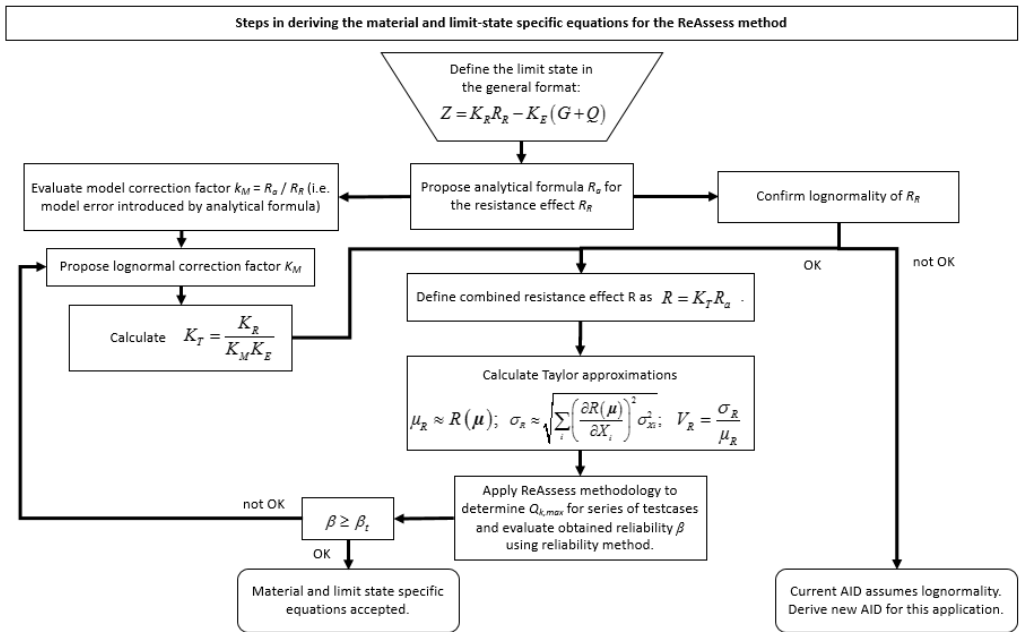 Steps in deriving the material and limit-state specific equations for the ReAssess method
Define the limit state in
the general format:
Z = K_R R_R − K_E (G + Q)
Evaluate model correction factor k_M = R_a / R_R (i.e.
model error introduced by analytical formula)
Propose analytical formula R_a for
the resistance effect R_R
Confirm lognormality of R_R
Propose lognormal correction factor K_M
OK
not OK
Define combined resistance effect R as R = K_T R_a .
Calculate K_T = K_R / K_M K_E
Calculate Taylor approximations
μ_R ≈ R(μ); σ_R ≈ √(∑_i (∂R(μ)/∂X_i)² σ²_Xi); V_R = σ_R / μ_R
not OK
β ≥ β_t
OK
Apply ReAssess methodology to
determine Q_k,max for series of testcases
and evaluate obtained reliability β
using reliability method.
Material and limit state specific
equations accepted.
Current AID assumes lognormality.
Derive new AID for this application.